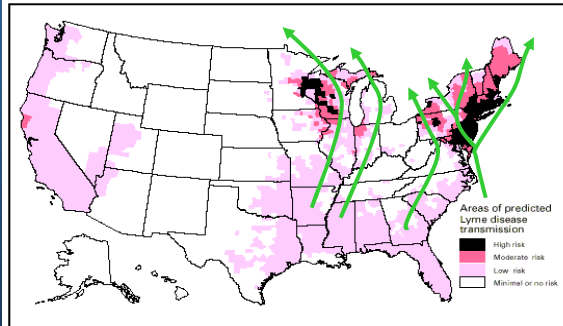 Areas of predicted
Lyme disease
transmission
High risk
Moderate risk
Low risk
Minimal or no risk